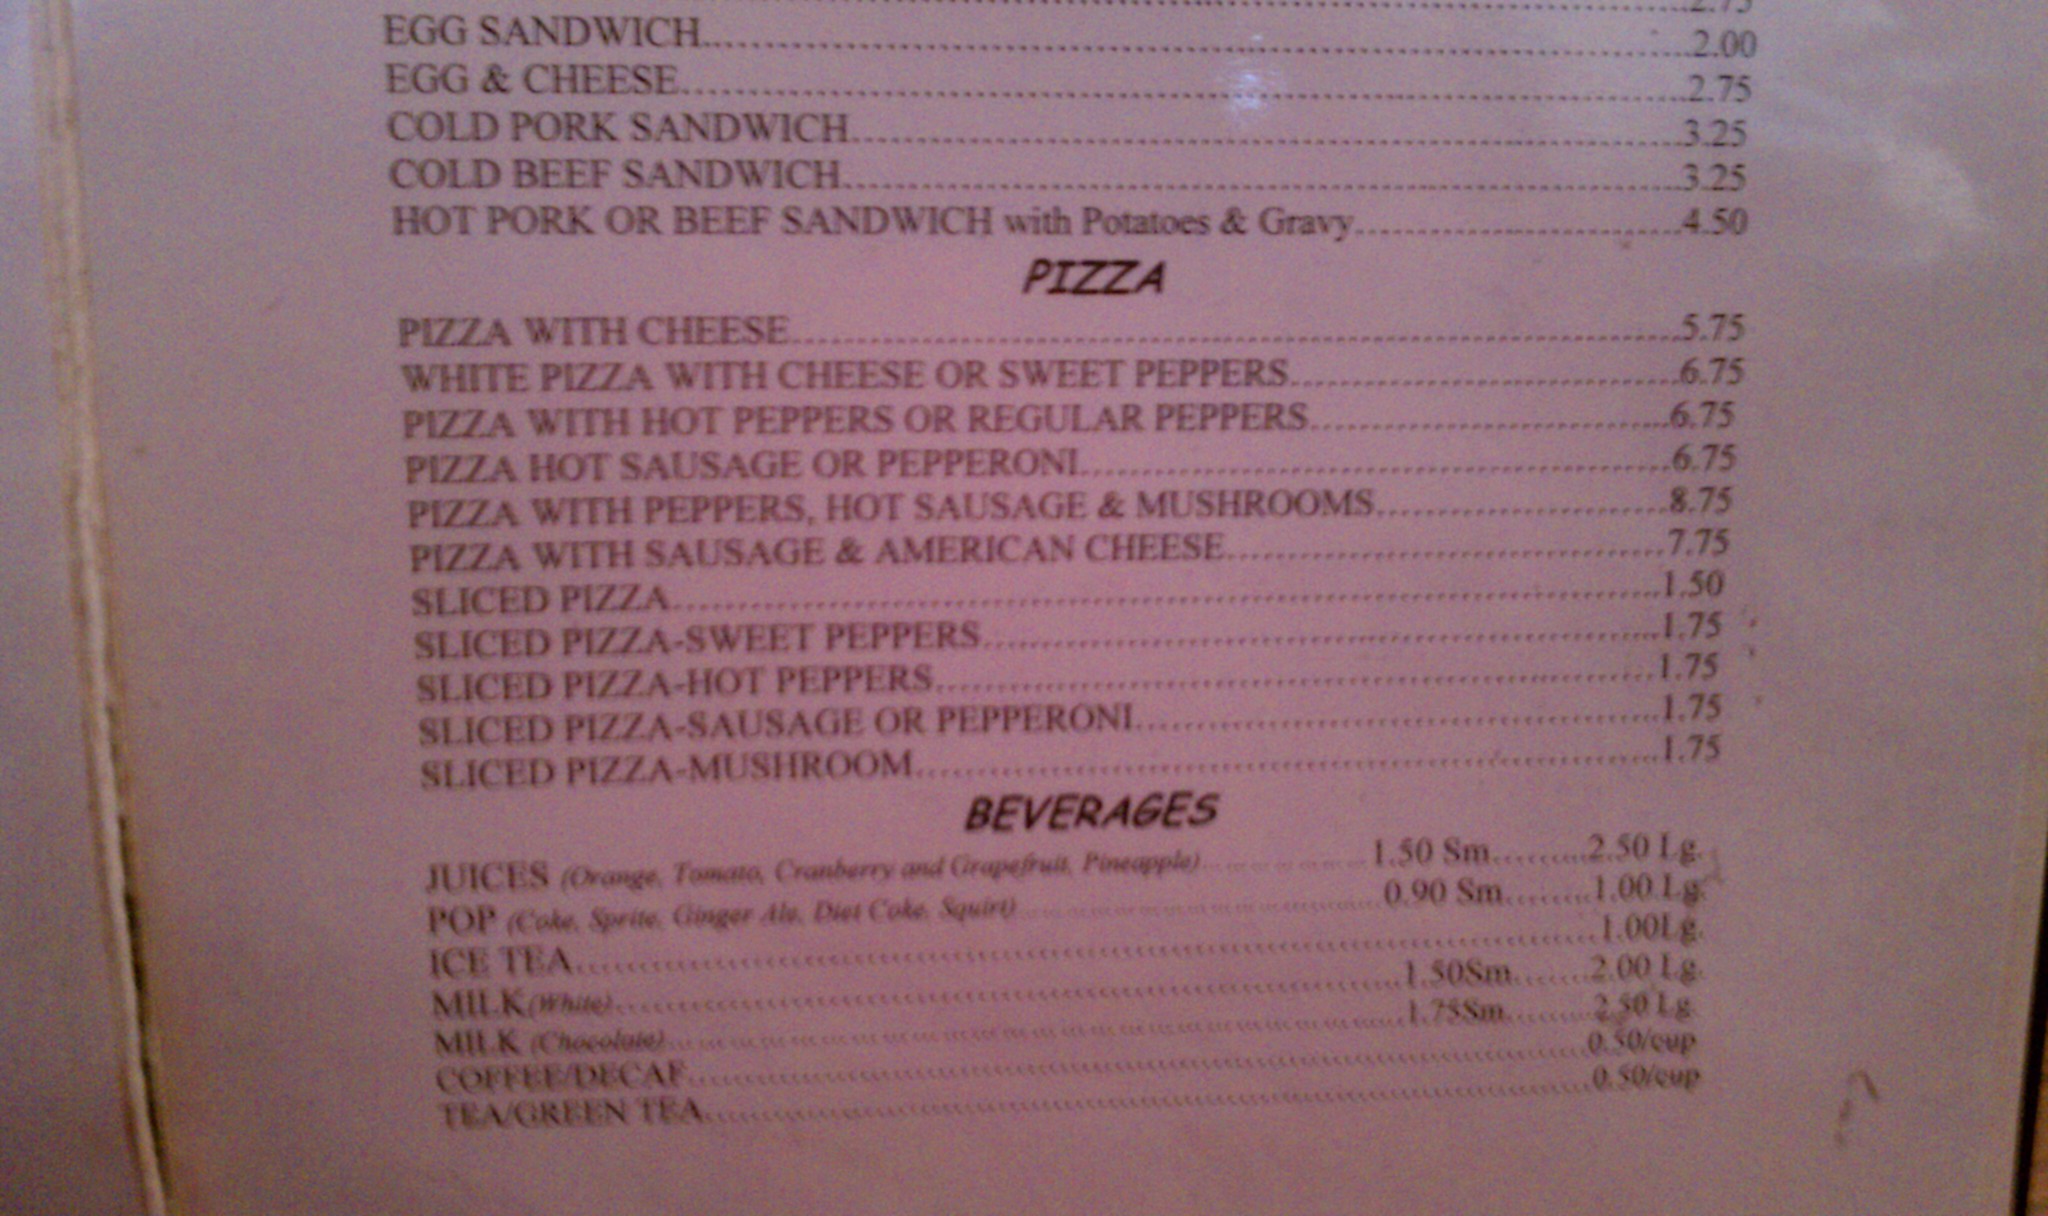 2.75
EGG SANDWICH 2.00
EGG & CHEESE 2.75
COLD PORK SANDWICH 3.25
COLD BEEF SANDWICH 3.25
HOT PORK OR BEEF SANDWICH with Potatoes & Gravy 4.50
PIZZA
PIZZA WITH CHEESE 5.75
WHITE PIZZA WITH CHEESE OR SWEET PEPPERS 6.75
PIZZA WITH HOT PEPPERS OR REGULAR PEPPERS 6.75
PIZZA HOT SAUSAGE OR PEPPERONI 6.75
PIZZA WITH PEPPERS, HOT SAUSAGE & MUSHROOMS 8.75
PIZZA WITH SAUSAGE & AMERICAN CHEESE 7.75
SLICED PIZZA 1.50
SLICED PIZZA-SWEET PEPPERS 1.75
SLICED PIZZA-HOT PEPPERS 1.75
SLICED PIZZA-SAUSAGE OR PEPPERONI 1.75
SLICED PIZZA-MUSHROOM 1.75
BEVERAGES
JUICES (Orange, Tomato, Cranberry and Grapefruit, Pineapple) 1.50 Sm 2.50 Lg.
POP (Coke, Sprite, Ginger Ale, Diet Coke, Squirt) 0.90 Sm 1.00 Lg.
ICE TEA 1.00Lg.
MILK (White) 1.50Sm 2.00 Lg.
MILK (Chocolate) 1.75Sm 2.50 Lg
COFFEE/DECAF 0.50/cup
TEA/GREEN TEA 0.50/cup